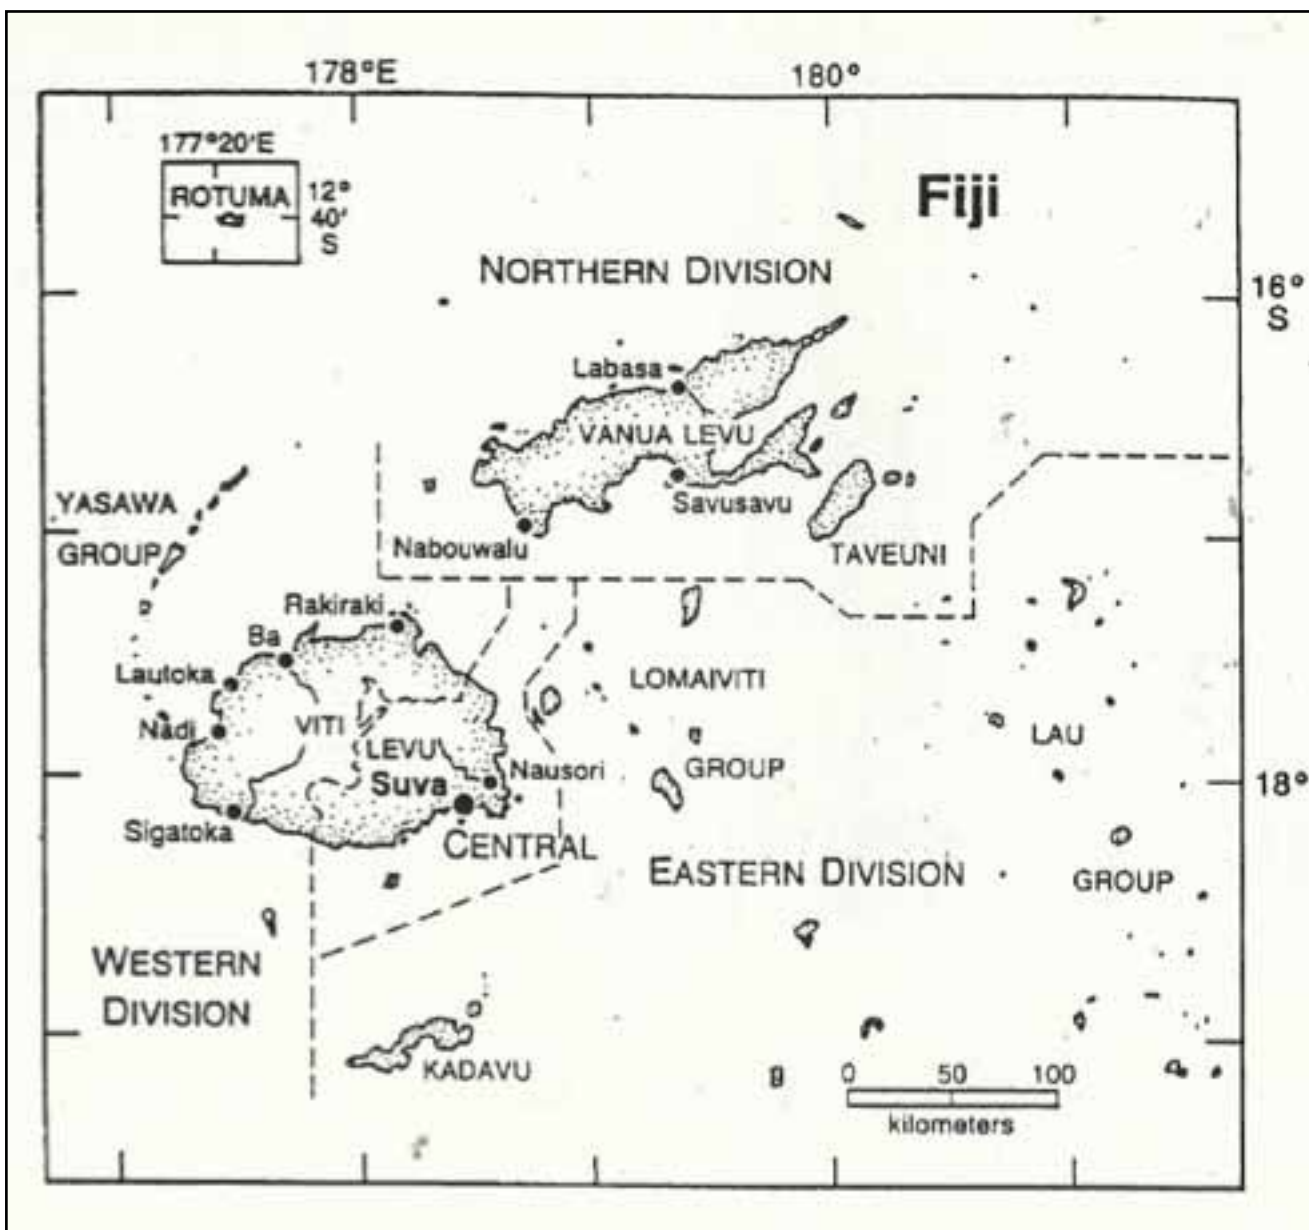 178°E
180°
177°20'E
ROTUMA
12°
40'
S
Fiji
NORTHERN DIVISION
16°
S
Labasa
VANUA LEVU
Savusavu
YASAWA
GROUP
Nabouwalu
TAVEUNI
Rakiraki
Ba
Lautoka
LOMAIVITI
Nadi
VITI
LEVU
LAU
Suva
Nausori
GROUP
18°
Sigatoka
CENTRAL
EASTERN DIVISION
GROUP
WESTERN
DIVISION
KADAVU
0 50 100
kilometers